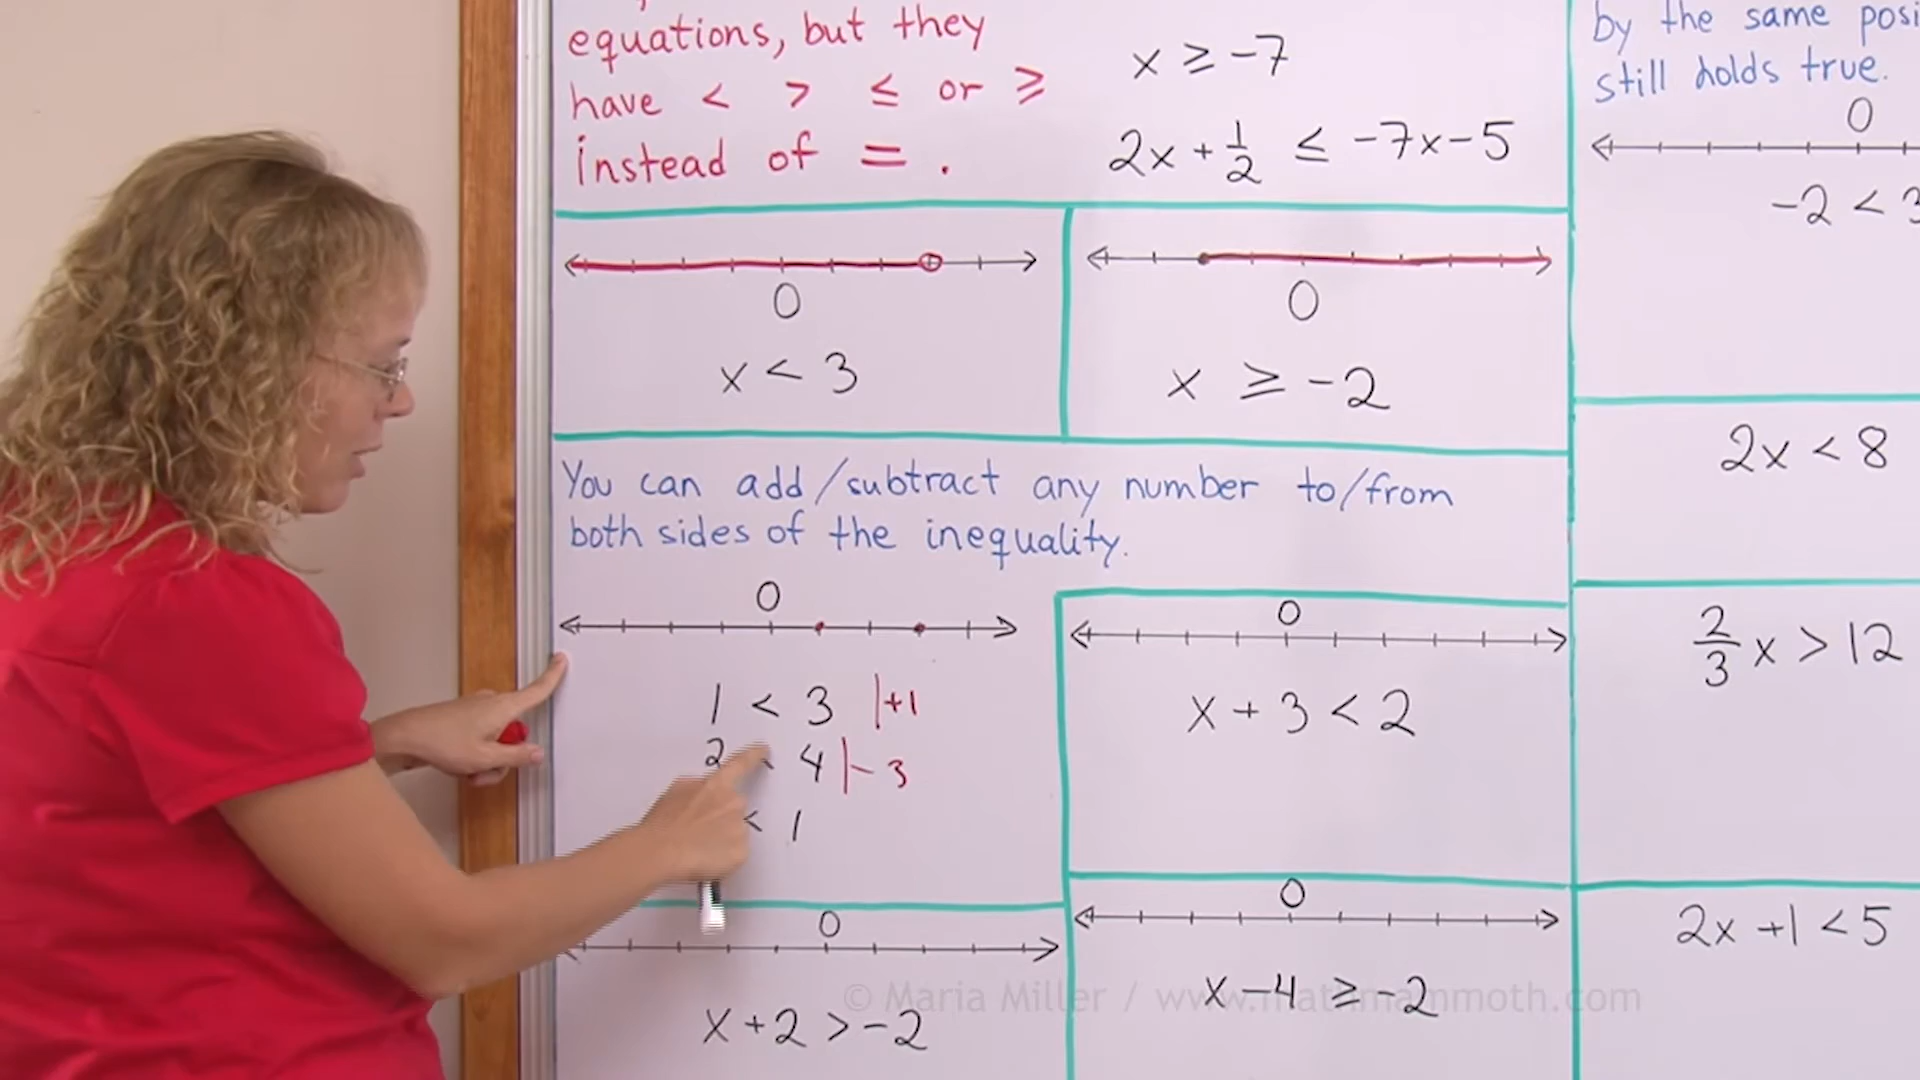 equations, but they
have < > ≤ or ≥
instead of = .
x ≥ -7
2x + 1/2 ≤ -7x - 5
0
x < 3
0
x ≥ -2
You can add/subtract any number to/from
both sides of the inequality.
0
1 < 3 |+1
2 < 4 |-3
< 1
0
x + 3 < 2
0
x + 2 > -2
0
x - 4 ≥ -2
by the same
still holds true.
0
-2 <
2x < 8
2/3 x > 12
2x + 1 < 5
© Maria Miller / www.mathmammoth.com